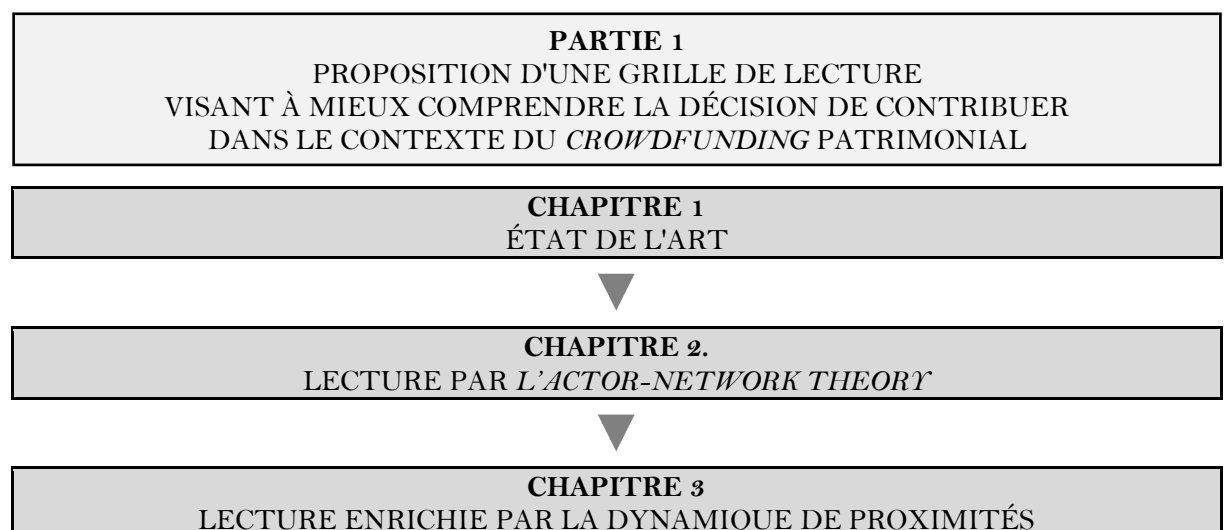 PARTIE 1
PROPOSITION D'UNE GRILLE DE LECTURE
VISANT À MIEUX COMPRENDRE LA DÉCISION DE CONTRIBUER
DANS LE CONTEXTE DU CROWDFUNDING PATRIMONIAL
CHAPITRE 1
ÉTAT DE L'ART
CHAPITRE 2.
LECTURE PAR L'ACTOR-NETWORK THEORY
CHAPITRE 3
LECTURE ENRICHIE PAR LA DYNAMIQUE DE PROXIMITÉS